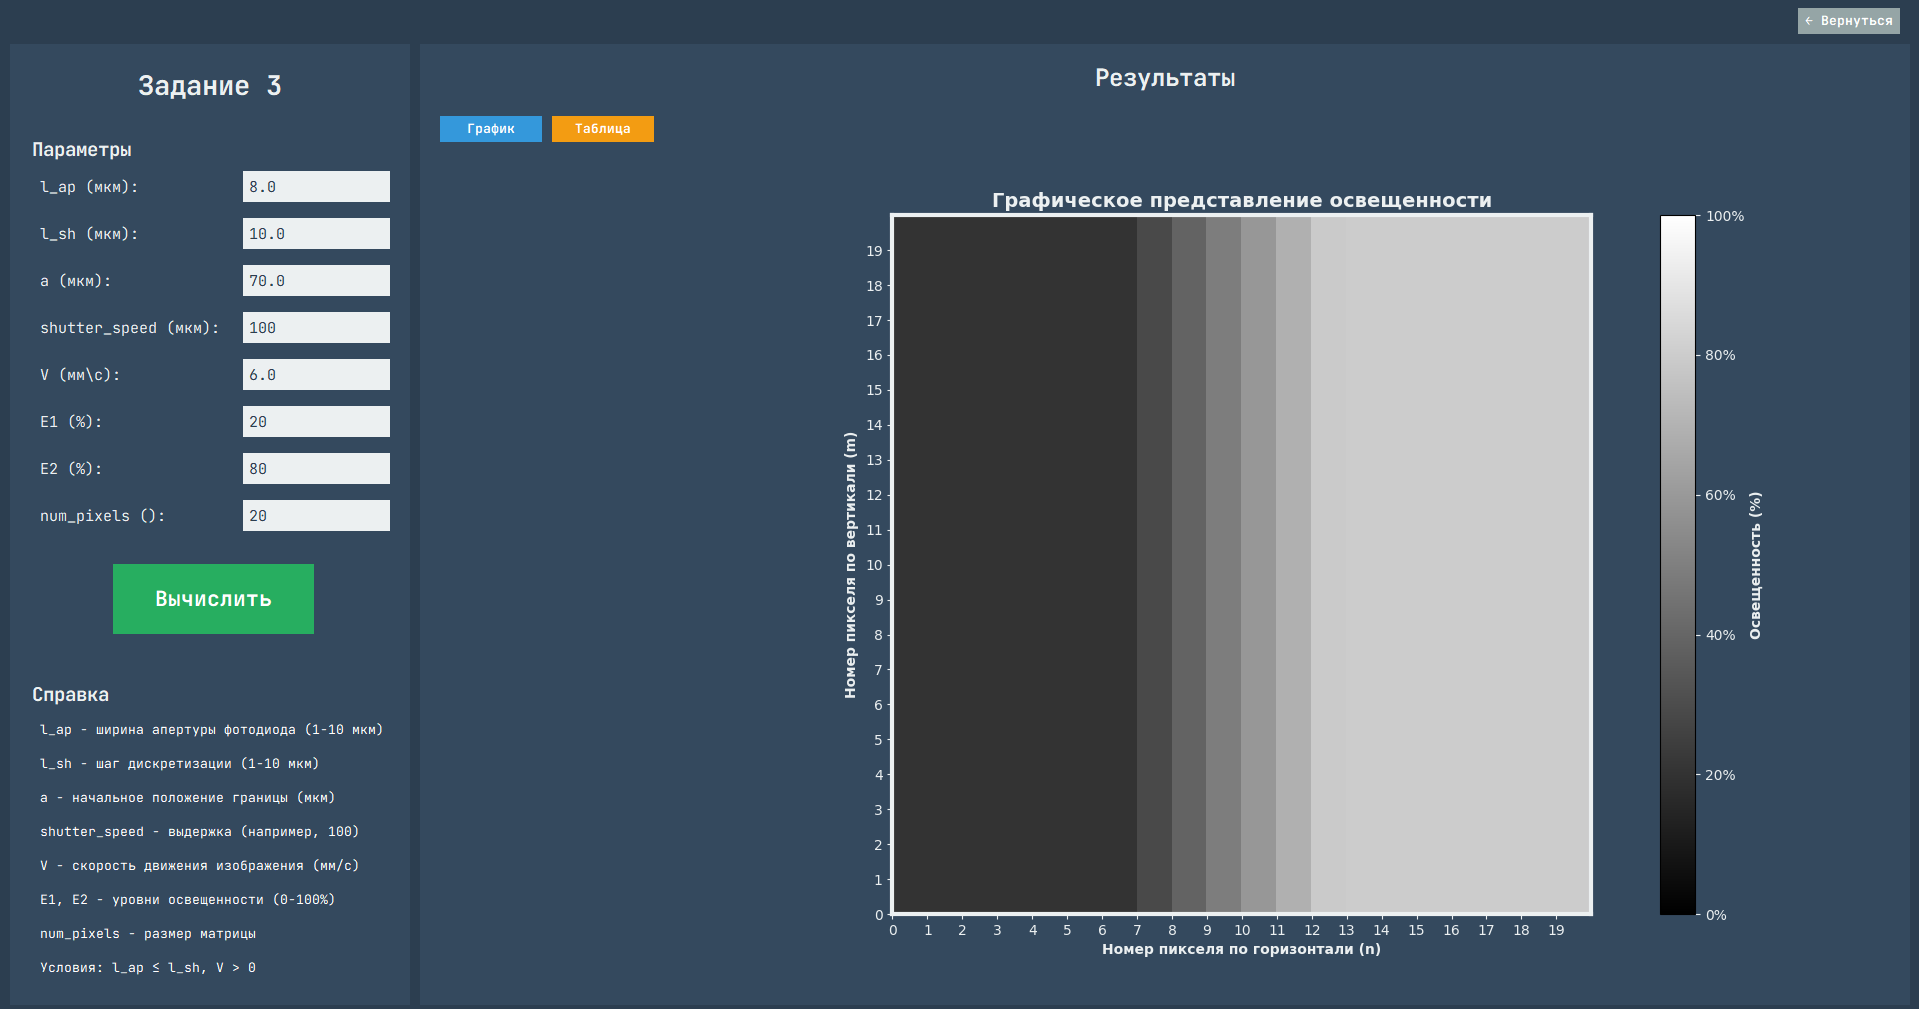 ← Вернуться
Задание 3
Параметры
l_ap (мкм): 8.0
l_sh (мкм): 10.0
a (мкм): 70.0
shutter_speed (мкм): 100
V (мм\с): 6.0
E1 (%): 20
E2 (%): 80
num_pixels (): 20
Вычислить
Справка
l_ap - ширина апертуры фотодиода (1-10 мкм)
l_sh - шаг дискретизации (1-10 мкм)
a - начальное положение границы (мкм)
shutter_speed - выдержка (например, 100)
V - скорость движения изображения (мм/с)
E1, E2 - уровни освещенности (0-100%)
num_pixels - размер матрицы
Условия: l_ap ≤ l_sh, V > 0
Результаты
График Таблица
Графическое представление освещенности
Номер пикселя по вертикали (m)
19
18
17
16
15
14
13
12
11
10
9
8
7
6
5
4
3
2
1
0
0 1 2 3 4 5 6 7 8 9 10 11 12 13 14 15 16 17 18 19
Номер пикселя по горизонтали (n)
100%
80%
60%
40%
20%
0%
Освещенность (%)